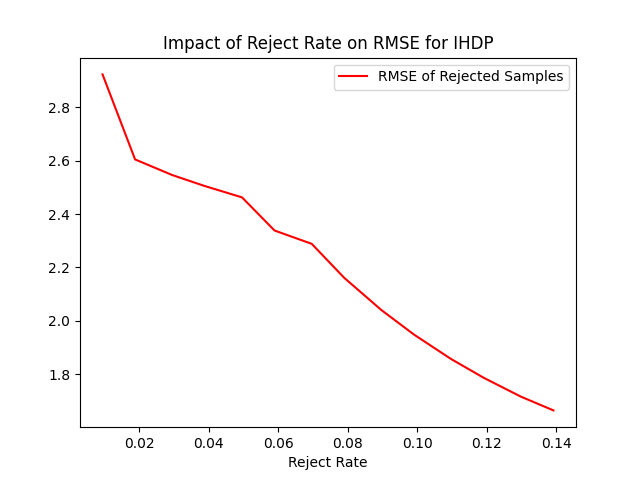 Impact of Reject Rate on RMSE for IHDP
RMSE of Rejected Samples
2.8
2.6
2.4
2.2
2.0
1.8
0.02 0.04 0.06 0.08 0.10 0.12 0.14
Reject Rate